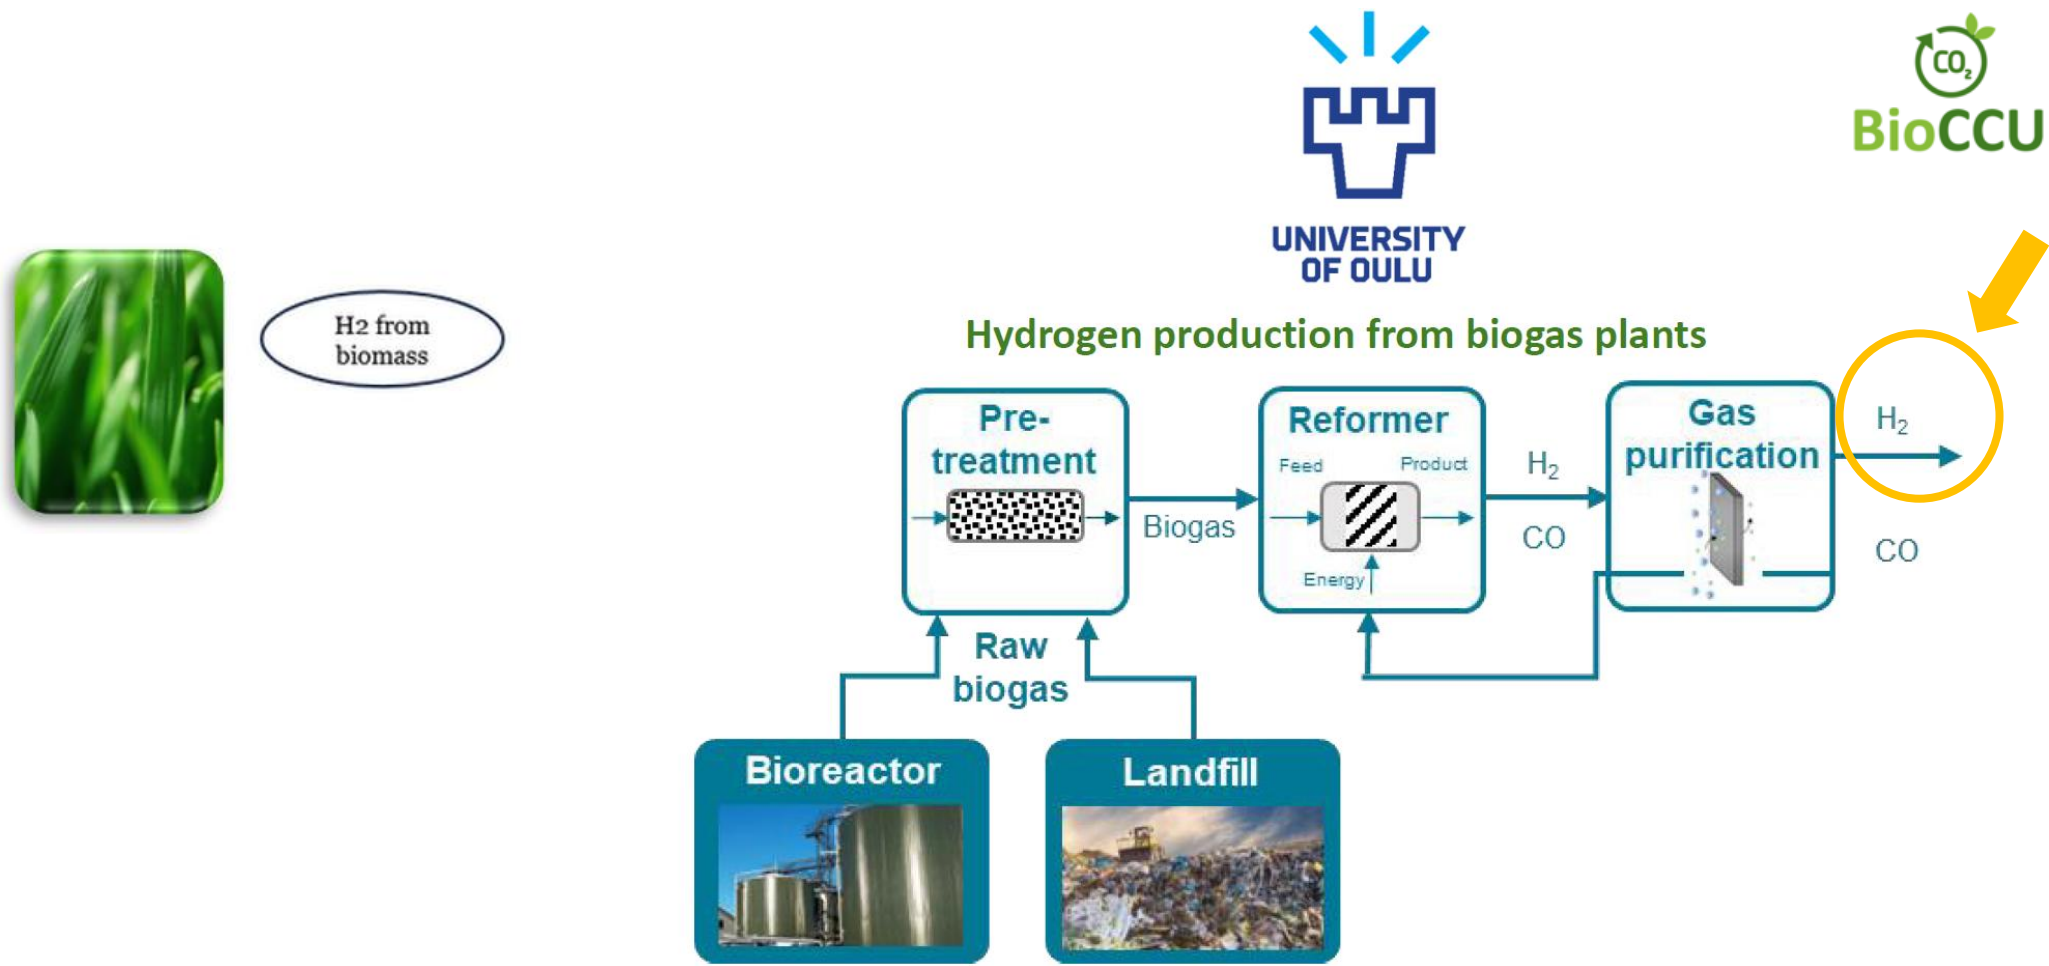 CO₂
BioCCU
UNIVERSITY
OF OULU
H2 from
biomass
Hydrogen production from biogas plants
Pre-
treatment
Biogas
Reformer
Feed
Product
Energy
H₂
CO
Gas
purification
H₂
CO
Raw
biogas
Bioreactor
Landfill